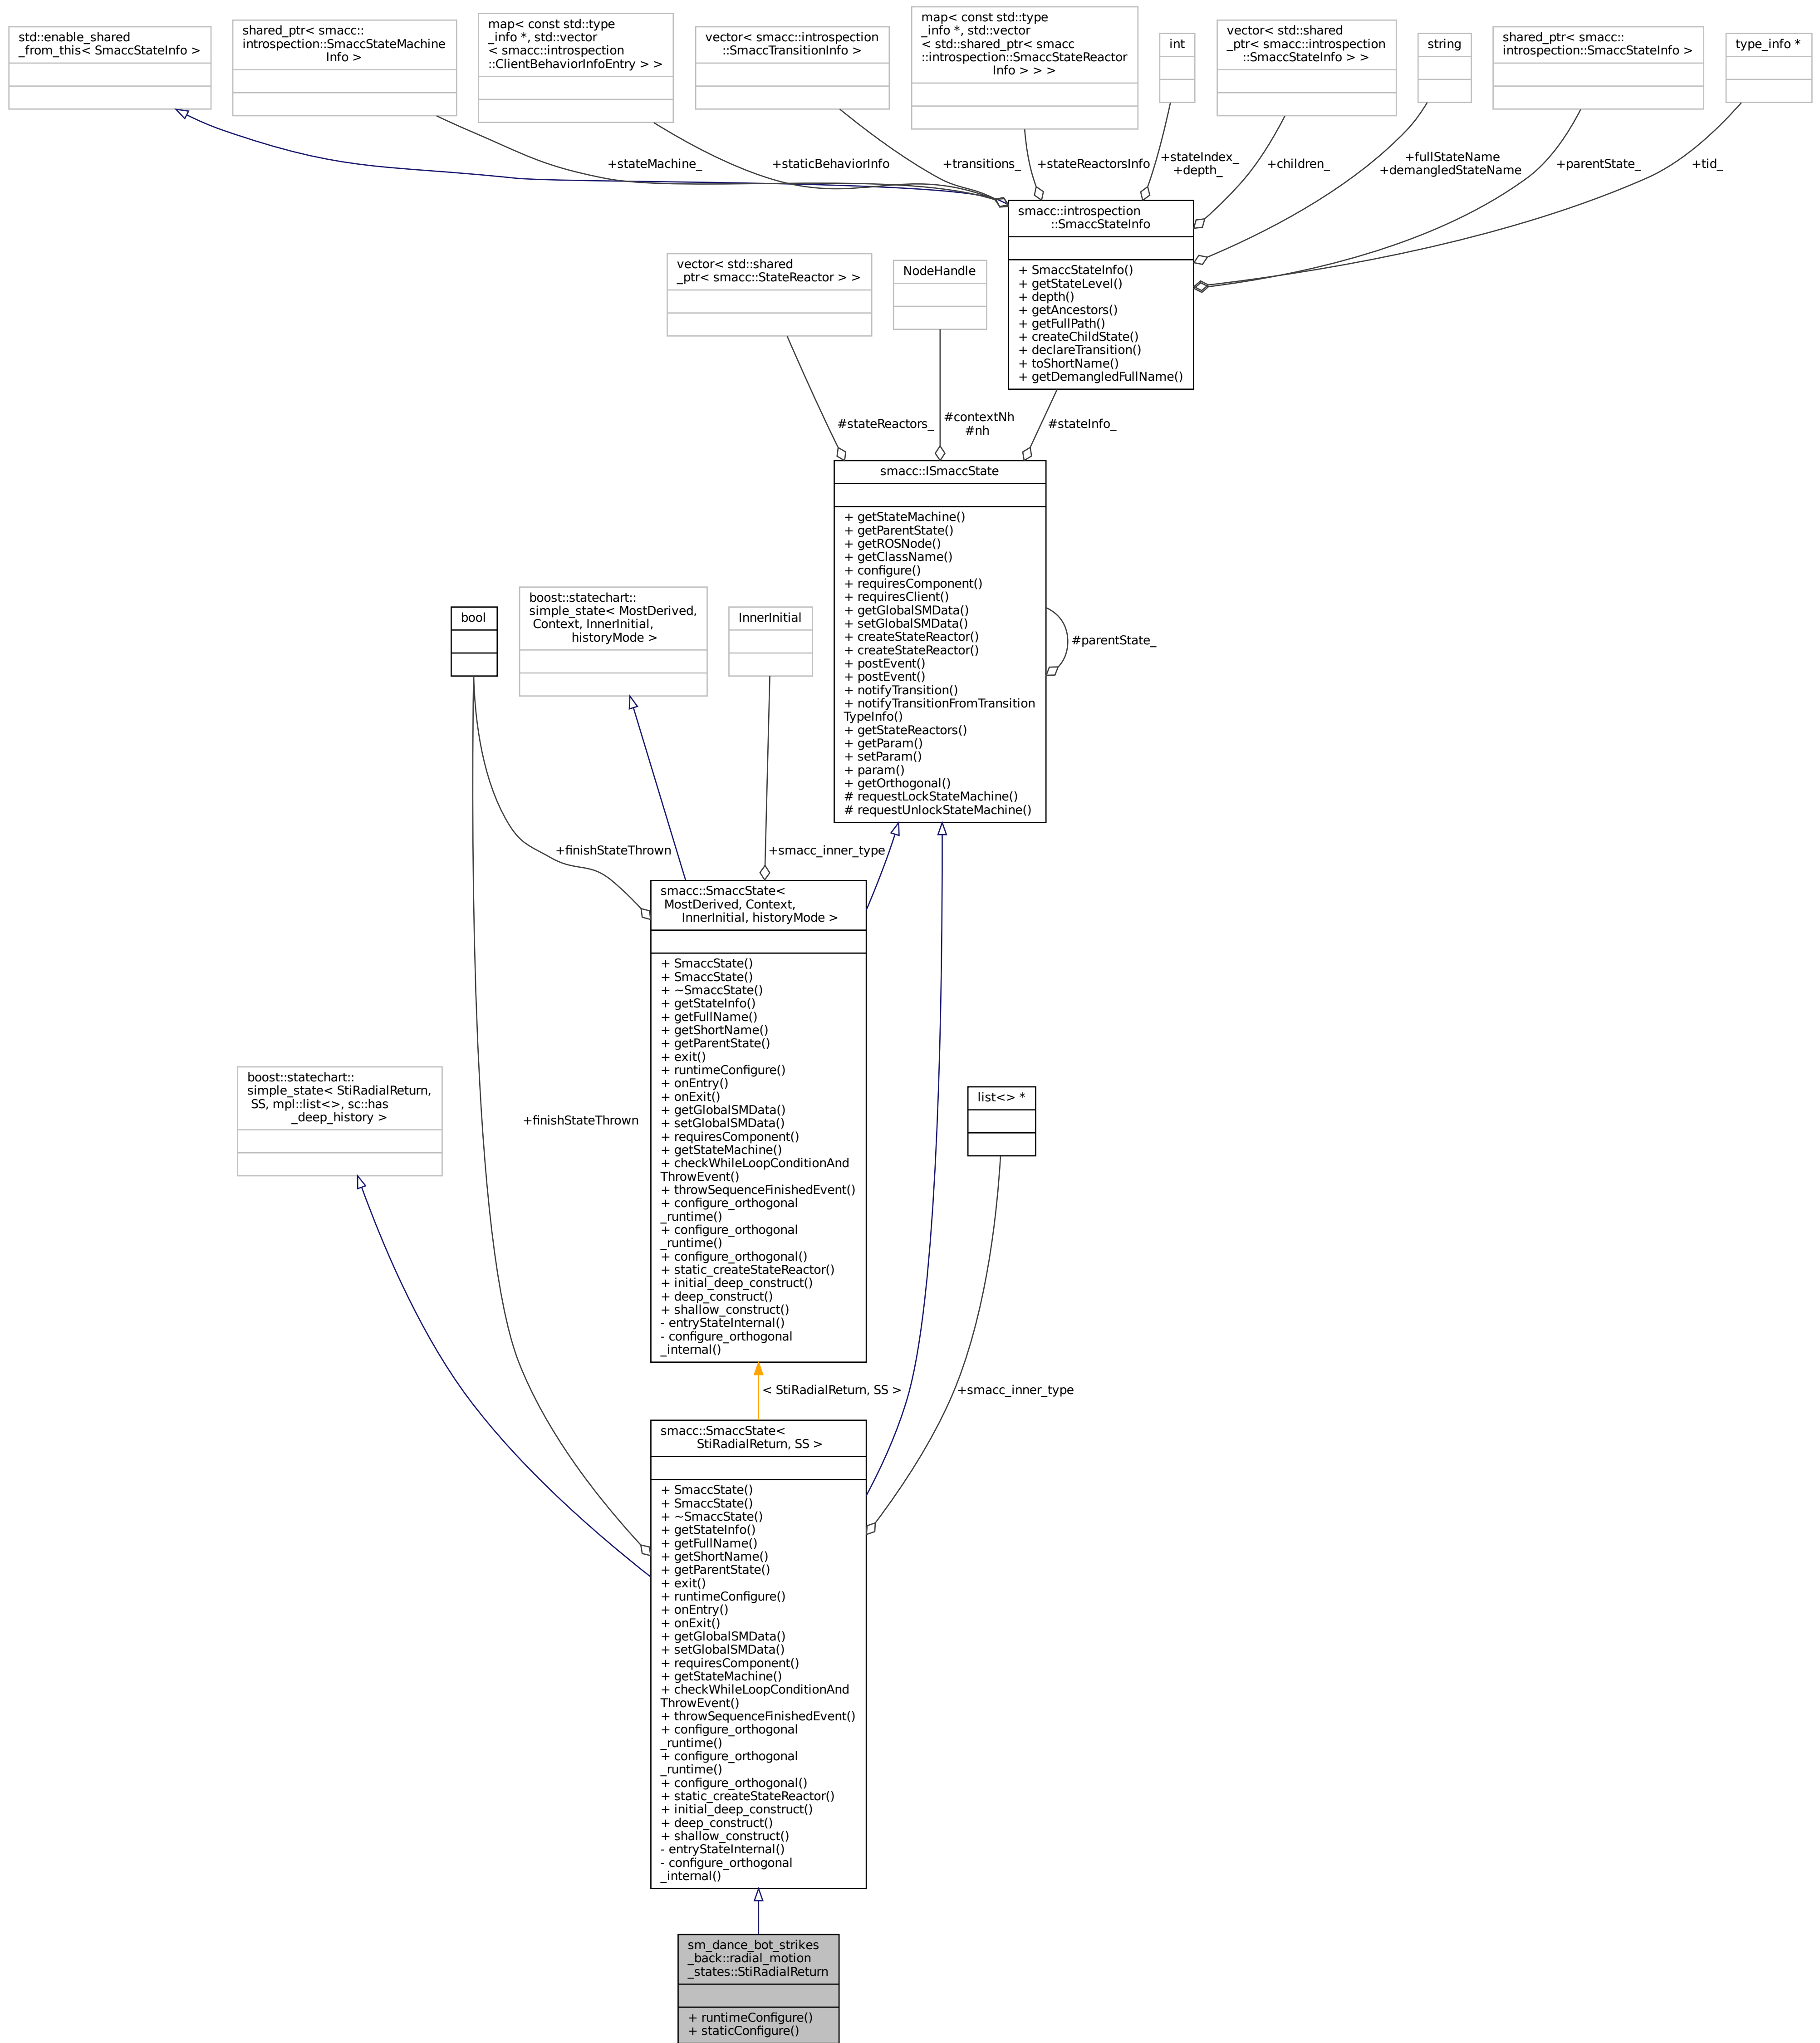 std::enable_shared
_from_this< SmaccStateInfo >
shared_ptr< smacc::
introspection::SmaccStateMachine
Info >
map< const std::type
_info *, std::vector
< smacc::introspection
::ClientBehaviorInfoEntry > >
vector< smacc::introspection
::SmaccTransitionInfo >
map< const std::type
_info *, std::vector
< std::shared_ptr< smacc
::introspection::SmaccStateReactor
Info > > >
int
vector< std::shared
_ptr< smacc::introspection
::SmaccStateInfo > >
string
shared_ptr< smacc::
introspection::SmaccStateInfo >
type_info *
+stateMachine_
+staticBehaviorInfo
+transitions_
+stateReactorsInfo
+stateIndex_
+depth_
+children_
+fullStateName
+demangledStateName
+parentState_
+tid_
smacc::introspection
::SmaccStateInfo
+ SmaccStateInfo()
+ getStateLevel()
+ depth()
+ getAncestors()
+ getFullPath()
+ createChildState()
+ declareTransition()
+ toShortName()
+ getDemangledFullName()
vector< std::shared
_ptr< smacc::StateReactor > >
NodeHandle
#stateReactors_
#contextNh
#nh
#stateInfo_
smacc::ISmaccState
+ getStateMachine()
+ getParentState()
+ getROSNode()
+ getClassName()
+ configure()
+ requiresComponent()
+ requiresClient()
+ getGlobalSMData()
+ setGlobalSMData()
+ createStateReactor()
+ createStateReactor()
+ postEvent()
+ postEvent()
+ notifyTransition()
+ notifyTransitionFromTransition
TypeInfo()
+ getStateReactors()
+ getParam()
+ setParam()
+ param()
+ getOrthogonal()
# requestLockStateMachine()
# requestUnlockStateMachine()
#parentState_
bool
boost::statechart::
simple_state< MostDerived,
Context, InnerInitial,
historyMode >
InnerInitial
+finishStateThrown
+smacc_inner_type
smacc::SmaccState<
MostDerived, Context,
InnerInitial, historyMode >
+ SmaccState()
+ SmaccState()
+ ~SmaccState()
+ getStateInfo()
+ getFullName()
+ getShortName()
+ getParentState()
+ exit()
+ runtimeConfigure()
+ onEntry()
+ onExit()
+ getGlobalSMData()
+ setGlobalSMData()
+ requiresComponent()
+ getStateMachine()
+ checkWhileLoopConditionAnd
ThrowEvent()
+ throwSequenceFinishedEvent()
+ configure_orthogonal
_runtime()
+ configure_orthogonal
_runtime()
+ configure_orthogonal()
+ static_createStateReactor()
+ initial_deep_construct()
+ deep_construct()
+ shallow_construct()
- entryStateInternal()
- configure_orthogonal
_internal()
boost::statechart::
simple_state< StiRadialReturn,
SS, mpl::list<>, sc::has
_deep_history >
+finishStateThrown
list<> *
< StiRadialReturn, SS >
+smacc_inner_type
smacc::SmaccState<
StiRadialReturn, SS >
+ SmaccState()
+ SmaccState()
+ ~SmaccState()
+ getStateInfo()
+ getFullName()
+ getShortName()
+ getParentState()
+ exit()
+ runtimeConfigure()
+ onEntry()
+ onExit()
+ getGlobalSMData()
+ setGlobalSMData()
+ requiresComponent()
+ getStateMachine()
+ checkWhileLoopConditionAnd
ThrowEvent()
+ throwSequenceFinishedEvent()
+ configure_orthogonal
_runtime()
+ configure_orthogonal
_runtime()
+ configure_orthogonal()
+ static_createStateReactor()
+ initial_deep_construct()
+ deep_construct()
+ shallow_construct()
- entryStateInternal()
- configure_orthogonal
_internal()
sm_dance_bot_strikes
_back::radial_motion
_states::StiRadialReturn
+ runtimeConfigure()
+ staticConfigure()